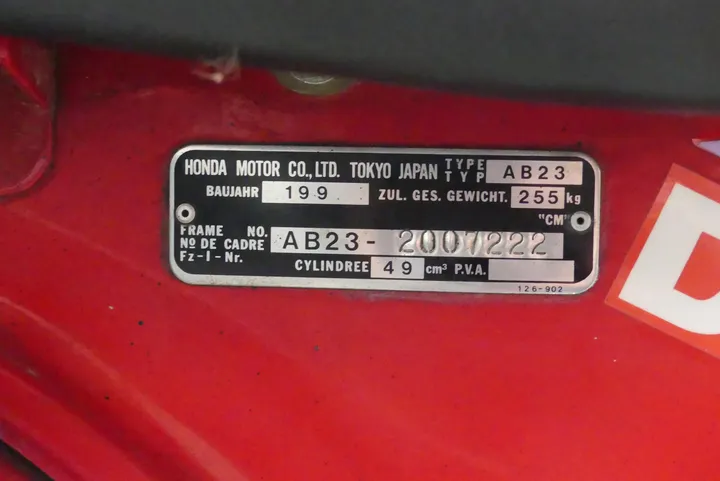 HONDA MOTOR CO.,LTD. TOKYO JAPAN TYPE TYP AB23
BAUJAHR 199 ZUL. GES. GEWICHT. 255 kg
"CM"
FRAME NO.
Nº DE CADRE AB23-2007222
Fz-I-Nr.
CYLINDREE 49 cm³ P.V.A.
126-902
D